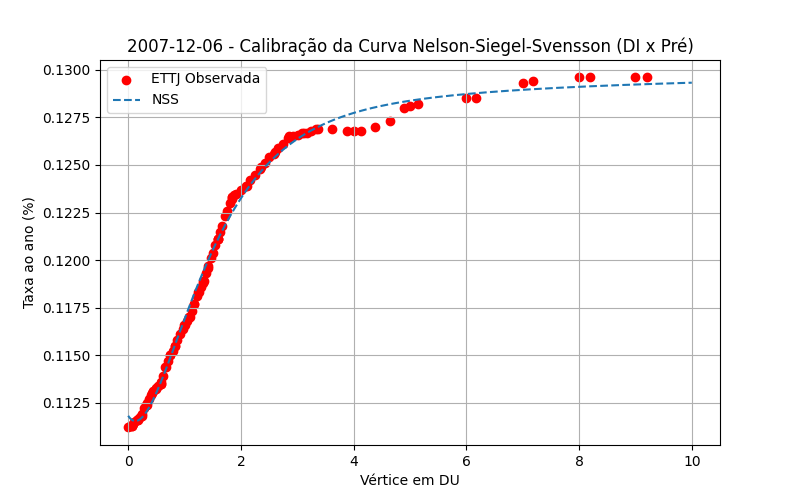 2007-12-06 - Calibração da Curva Nelson-Siegel-Svensson (DI x Pré)
ETTJ Observada
NSS
Taxa ao ano (%)
0.1300
0.1275
0.1250
0.1225
0.1200
0.1175
0.1150
0.1125
0 2 4 6 8 10
Vértice em DU